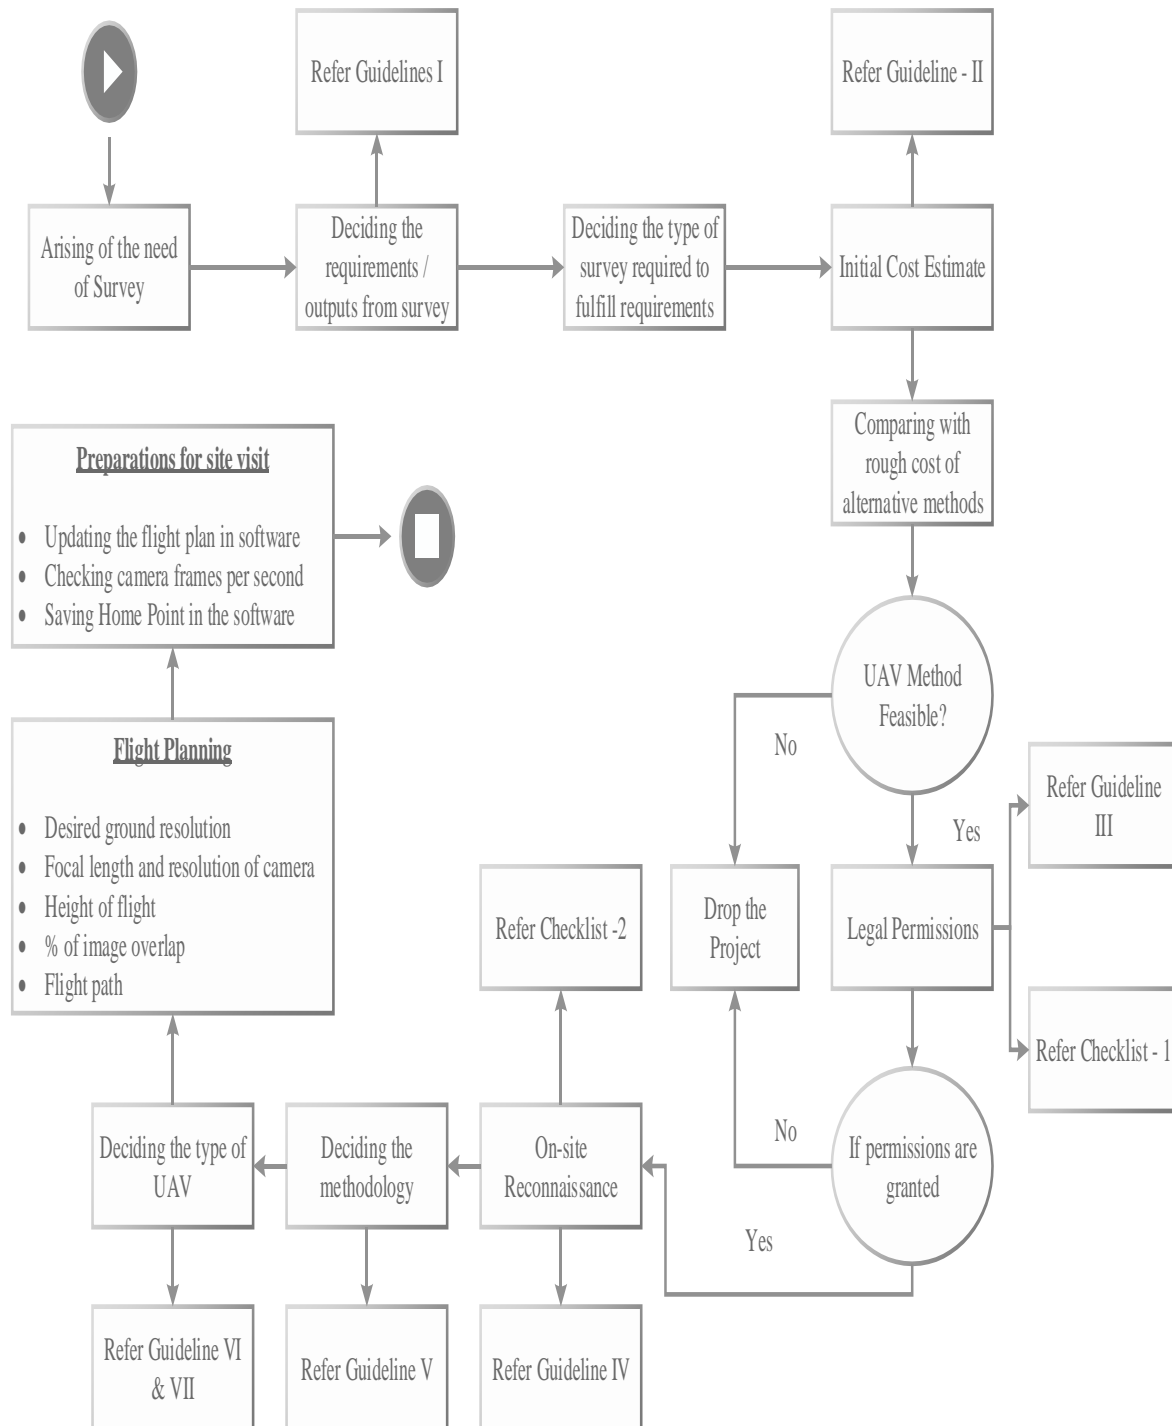 Refer Guidelines I
Refer Guideline - II
Arising of the need
of Survey
Deciding the
requirements /
outputs from survey
Deciding the type of
survey required to
fulfill requirements
Initial Cost Estimate
Comparing with
rough cost of
alternative methods
Preparations for site visit
• Updating the flight plan in software
• Checking camera frames per second
• Saving Home Point in the software
UAV Method
Feasible?
No
Yes
Refer Guideline
III
Flight Planning
• Desired ground resolution
• Focal length and resolution of camera
• Height of flight
• % of image overlap
• Flight path
Refer Checklist -2
Drop the
Project
Legal Permissions
Refer Checklist - 1
Deciding the type of
UAV
Deciding the
methodology
On-site
Reconnaissance
No
If permissions are
granted
Yes
Refer Guideline VI
& VII
Refer Guideline V
Refer Guideline IV